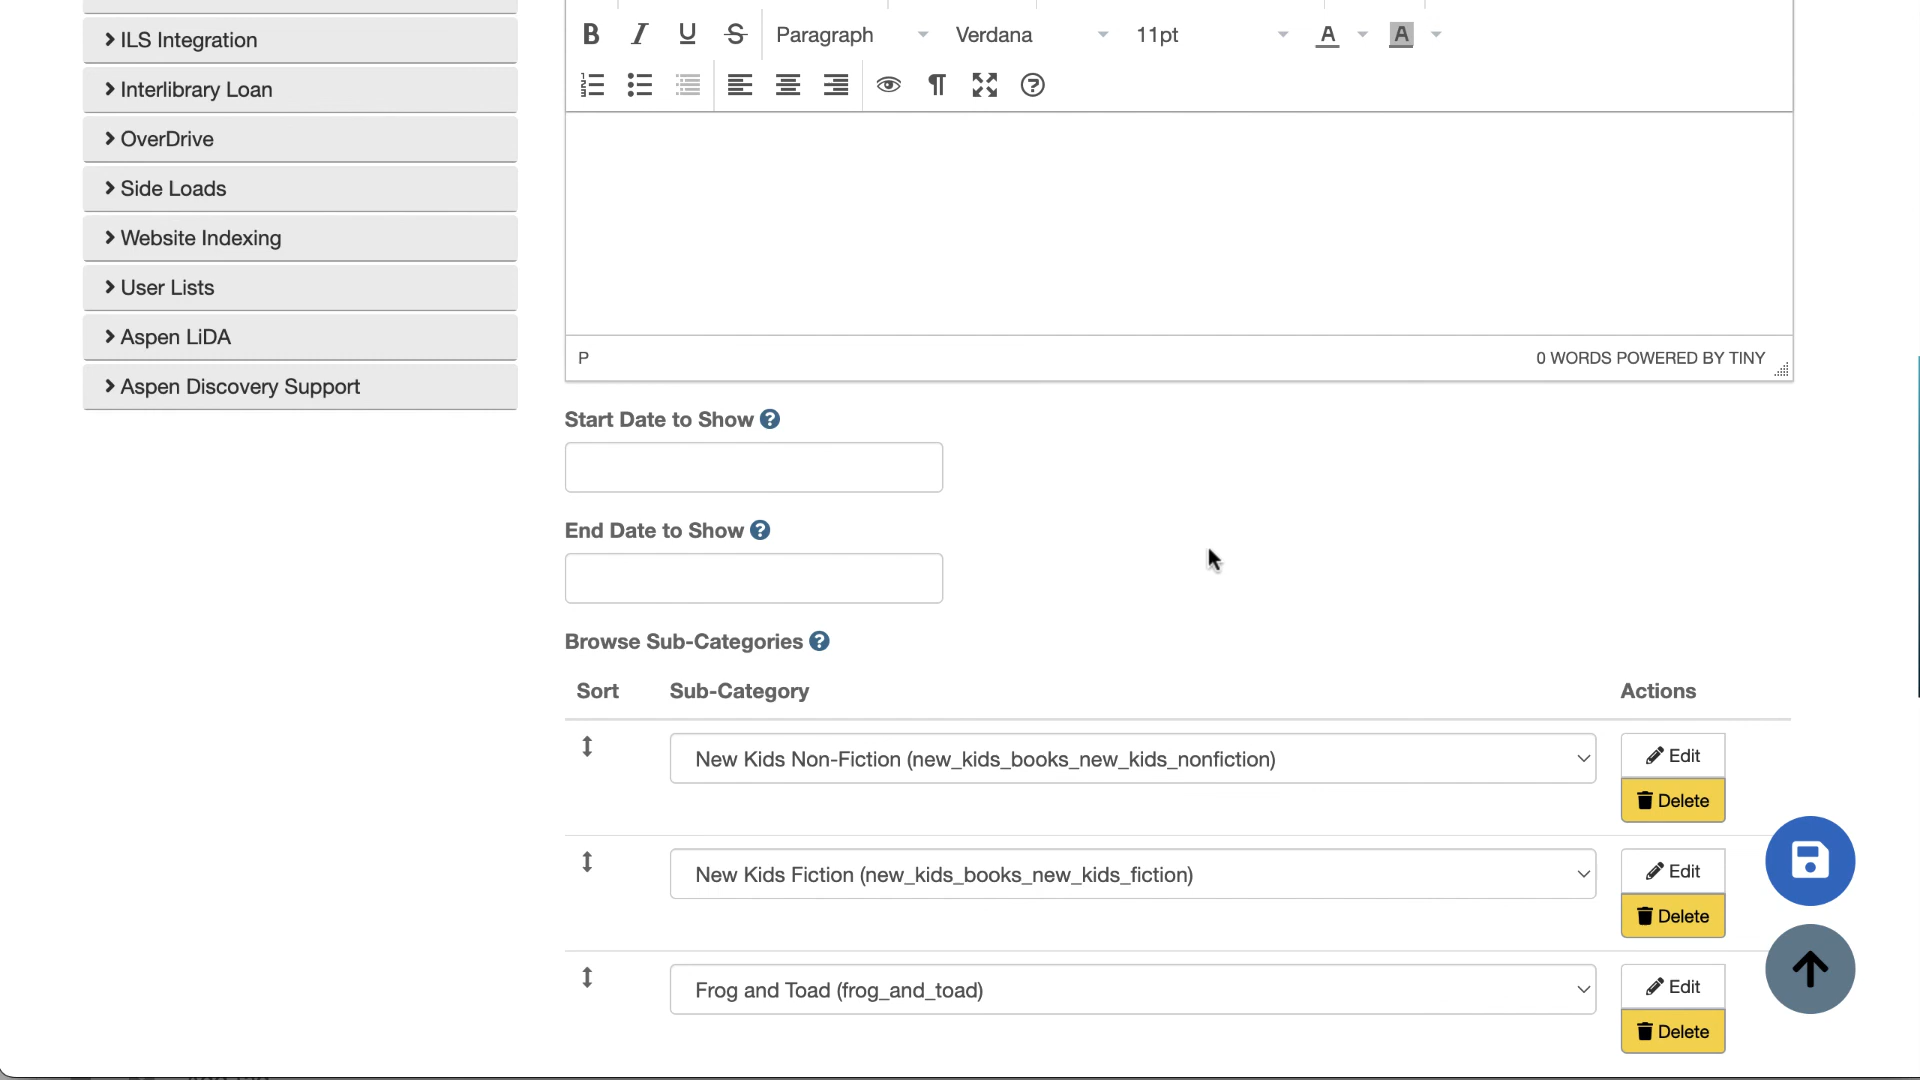 ILS Integration
Interlibrary Loan
OverDrive
Side Loads
Website Indexing
User Lists
Aspen LiDA
Aspen Discovery Support
B I U S Paragraph Verdana 11pt A A
P 0 WORDS POWERED BY TINY
Start Date to Show
End Date to Show
Browse Sub-Categories
Sort Sub-Category Actions
New Kids Non-Fiction (new_kids_books_new_kids_nonfiction) Edit
Delete
New Kids Fiction (new_kids_books_new_kids_fiction) Edit
Delete
Frog and Toad (frog_and_toad) Edit
Delete